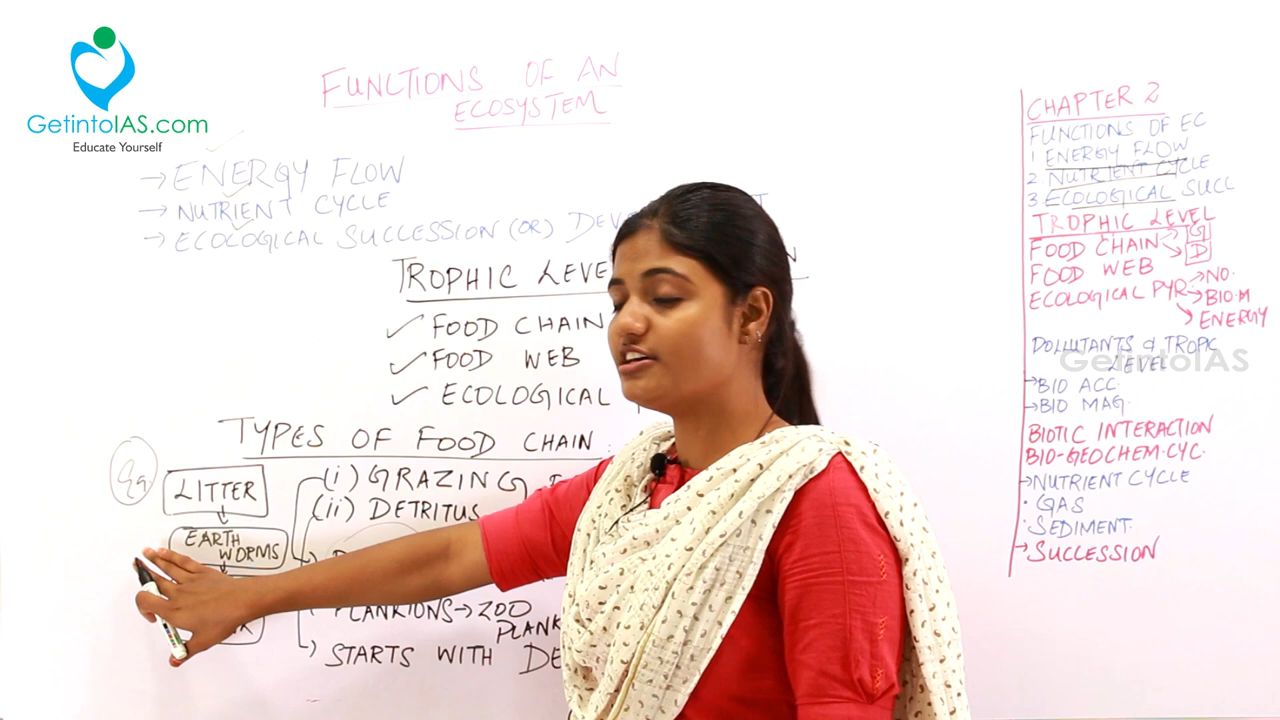 GetintoIAS.com
Educate Yourself
FUNCTIONS OF AN
ECOSYSTEM
→ ENERGY FLOW
→ NUTRIENT CYCLE
→ ECOLOGICAL SUCCESSION (OR)
TROPHIC
✓ FOOD CHAIN
✓ FOOD WEB
✓ ECOLOGICAL
TYPES OF FOOD CHAIN :
Eg
LITTER
EARTH
WORMS
(i) GRAZING
(ii) DETRITUS
PLANKTONS → ZOO
STARTS WITH
CHAPTER 2
FUNCTIONS OF EC
1 ENERGY FLOW
2 NUTRIENT CYCLE
3 ECOLOGICAL SUCC
TROPHIC LEVEL
FOOD CHAIN → G
D
FOOD WEB
ECOLOGICAL PYR. → NO.
→ BIO.M
→ ENERGY
POLLUTANTS & TROPIC
LEVEL
GetintoIAS
→ BIO ACC.
→ BIO MAG.
BIOTIC INTERACTION
BIO-GEOCHEM.CYC.
→ NUTRIENT CYCLE
· GAS
· SEDIMENT.
→ SUCCESSION